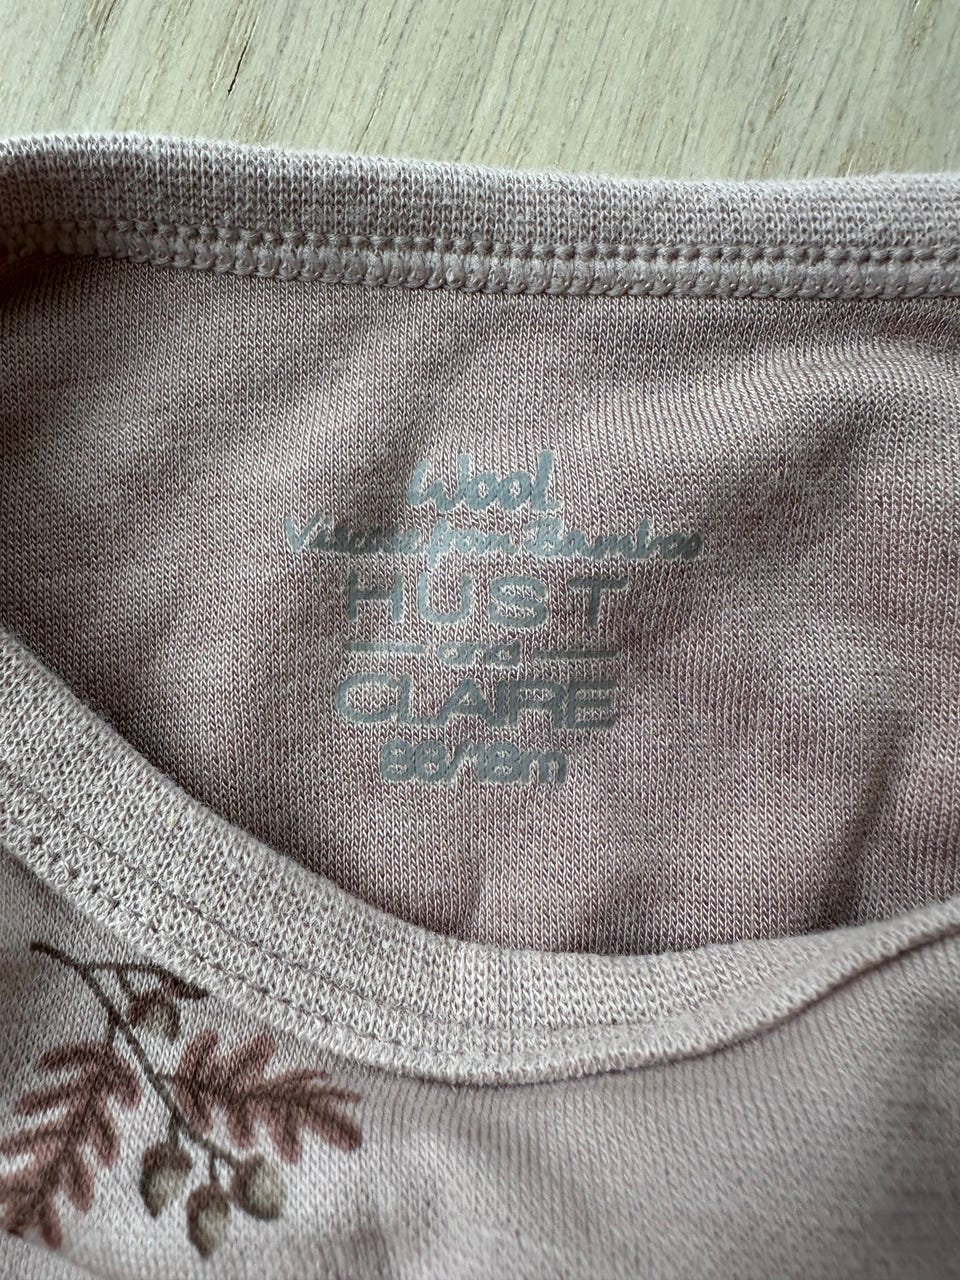 Wool
Viscose from Bamboo
HUST
and
CLAIRE
86/18m